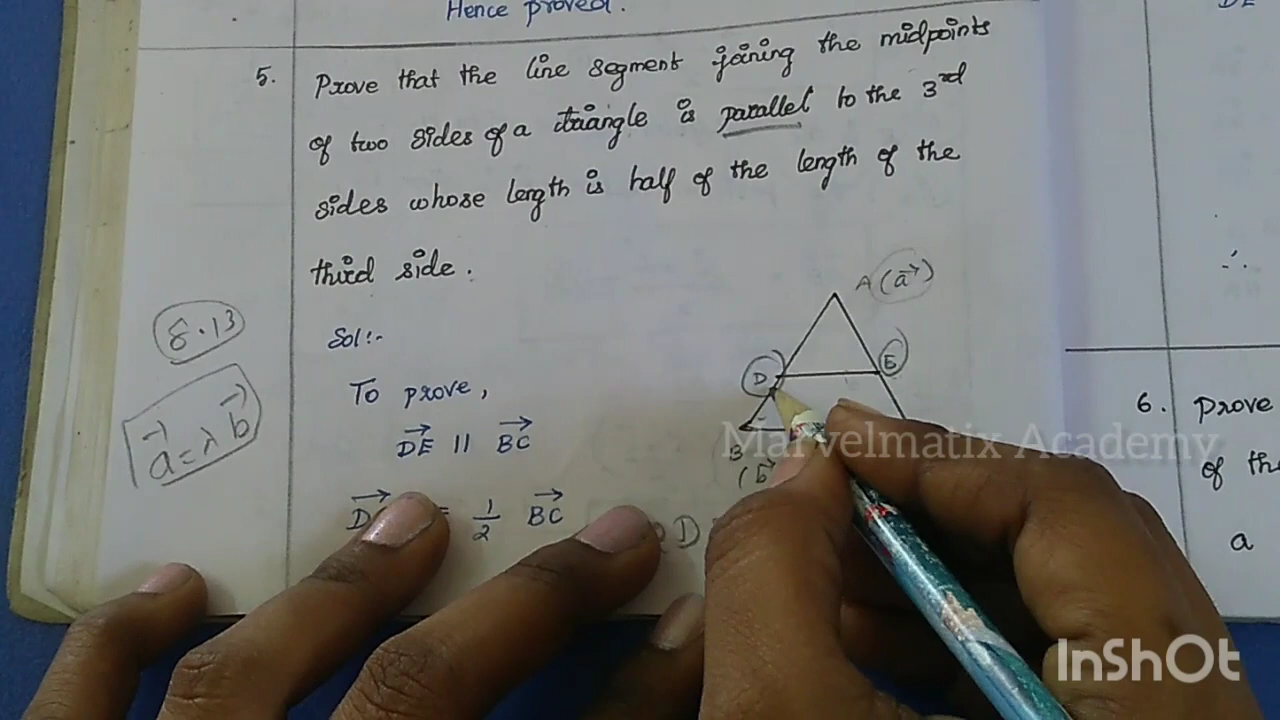 Hence proved.
5. Prove that the line segment joining the midpoints
of two sides of a triangle is parallel to the 3rd
sides whose length is half of the length of the
third side.
8.13
Sol:-
To prove,
DE→ || BC→
= 1/2 BC→
a→ = λ b→
A (a→)
D
E
B
(b→
D
∴
6. Prove
of the
a
Marvelmatix Academy
InShOt